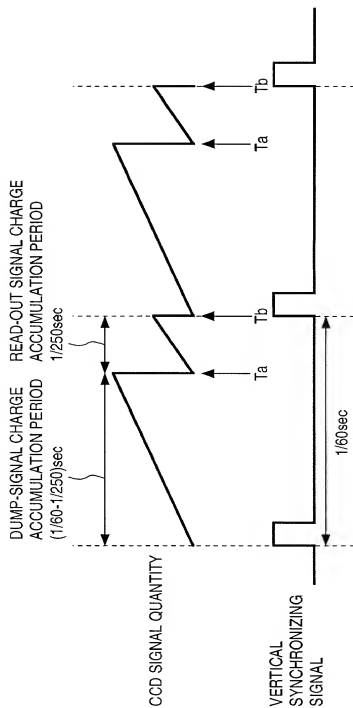 DUMP-SIGNAL CHARGE
ACCUMULATION PERIOD
(1/60-1/250)sec
READ-OUT SIGNAL CHARGE
ACCUMULATION PERIOD
1/250sec
CCD SIGNAL QUANTITY
Ta
Tb
Ta
Tb
VERTICAL
SYNCHRONIZING
SIGNAL
1/60sec